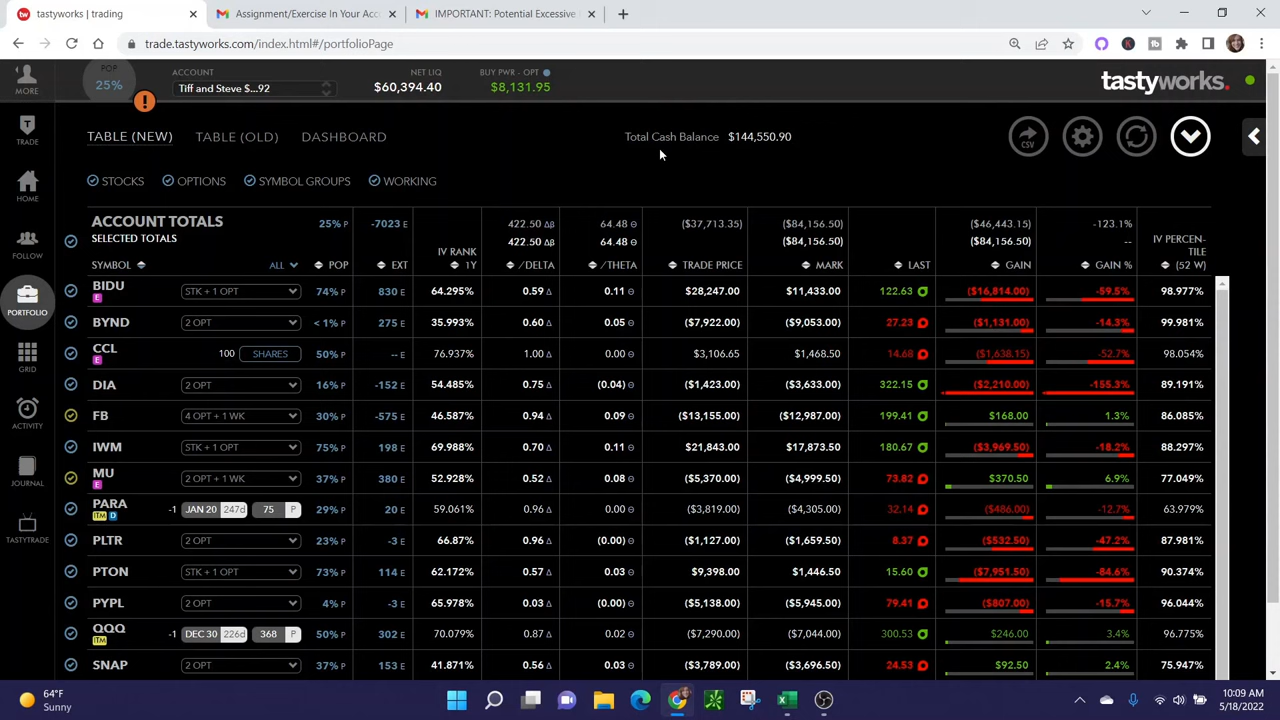 tastyworks | trading
Assignment/Exercise In Your Acc
IMPORTANT: Potential Excessive
trade.tastyworks.com/index.html#/portfolioPage
MORE
POP
25%
ACCOUNT
Tiff and Steve $...92
NET LIQ
$60,394.40
BUY PWR - OPT
$8,131.95
tastyworks.
TABLE (NEW) TABLE (OLD) DASHBOARD
Total Cash Balance $144,550.90
CSV
STOCKS OPTIONS SYMBOL GROUPS WORKING
TRADE
HOME
FOLLOW
PORTFOLIO
GRID
ACTIVITY
JOURNAL
TASTYTRADE
ACCOUNT TOTALS 25% P -7023 E 422.50 Δβ 64.48 Θ ($37,713.35) ($84,156.50) ($46,443.15) -123.1%
SELECTED TOTALS 422.50 Δβ 64.48 Θ ($84,156.50) ($84,156.50) --
SYMBOL ALL POP EXT IV RANK 1Y /DELTA /THETA TRADE PRICE MARK LAST GAIN GAIN % IV PERCEN-TILE (52 W)
BIDU E STK + 1 OPT 74% P 830 E 64.295% 0.59 0.11 $28,247.00 $11,433.00 122.63 ($16,814.00) -59.5% 98.977%
BYND 2 OPT < 1% P 275 E 35.993% 0.60 0.05 ($7,922.00) ($9,053.00) 27.23 ($1,131.00) -14.3% 99.981%
CCL E 100 SHARES 50% P -- E 76.937% 1.00 0.00 $3,106.65 $1,468.50 14.68 ($1,638.15) -52.7% 98.054%
DIA 2 OPT 16% P -152 E 54.485% 0.75 (0.04) ($1,423.00) ($3,633.00) 322.15 ($2,210.00) -155.3% 89.191%
FB 4 OPT + 1 WK 30% P -575 E 46.587% 0.94 0.09 ($13,155.00) ($12,987.00) 199.41 $168.00 1.3% 86.085%
IWM STK + 1 OPT 75% P 198 E 69.988% 0.70 0.11 $21,843.00 $17,873.50 180.67 ($3,969.50) -18.2% 88.297%
MU 2 OPT + 1 WK 37% P 380 E 52.928% 0.52 0.08 ($5,370.00) ($4,999.50) 73.82 $370.50 6.9% 77.049%
PARA ITM D -1 JAN 20 247d 75 P 29% P 20 E 59.001% 0.96 0.00 ($3,819.00) ($4,305.00) 32.14 ($486.00) -12.7% 63.979%
PLTR 2 OPT 23% P -3 E 66.87% 0.96 (0.00) ($1,127.00) ($1,659.50) 8.37 ($532.50) -47.2% 87.981%
PTON STK + 1 OPT 73% P 114 E 62.172% 0.57 0.03 $9,398.00 $1,446.50 15.60 ($7,951.50) -84.6% 90.374%
PYPL 2 OPT 4% P -3 E 65.978% 0.03 (0.00) ($5,138.00) ($5,945.00) 79.41 ($807.00) -15.7% 96.044%
QQQ ITM -1 DEC 30 226d 368 P 50% P 302 E 70.079% 0.87 0.02 ($7,290.00) ($7,044.00) 300.53 $246.00 3.4% 96.775%
SNAP 2 OPT 37% P 153 E 41.871% 0.56 0.03 ($3,789.00) ($3,696.50) 24.53 $92.50 2.4% 75.947%
64°F
Sunny
10:09 AM
5/18/2022